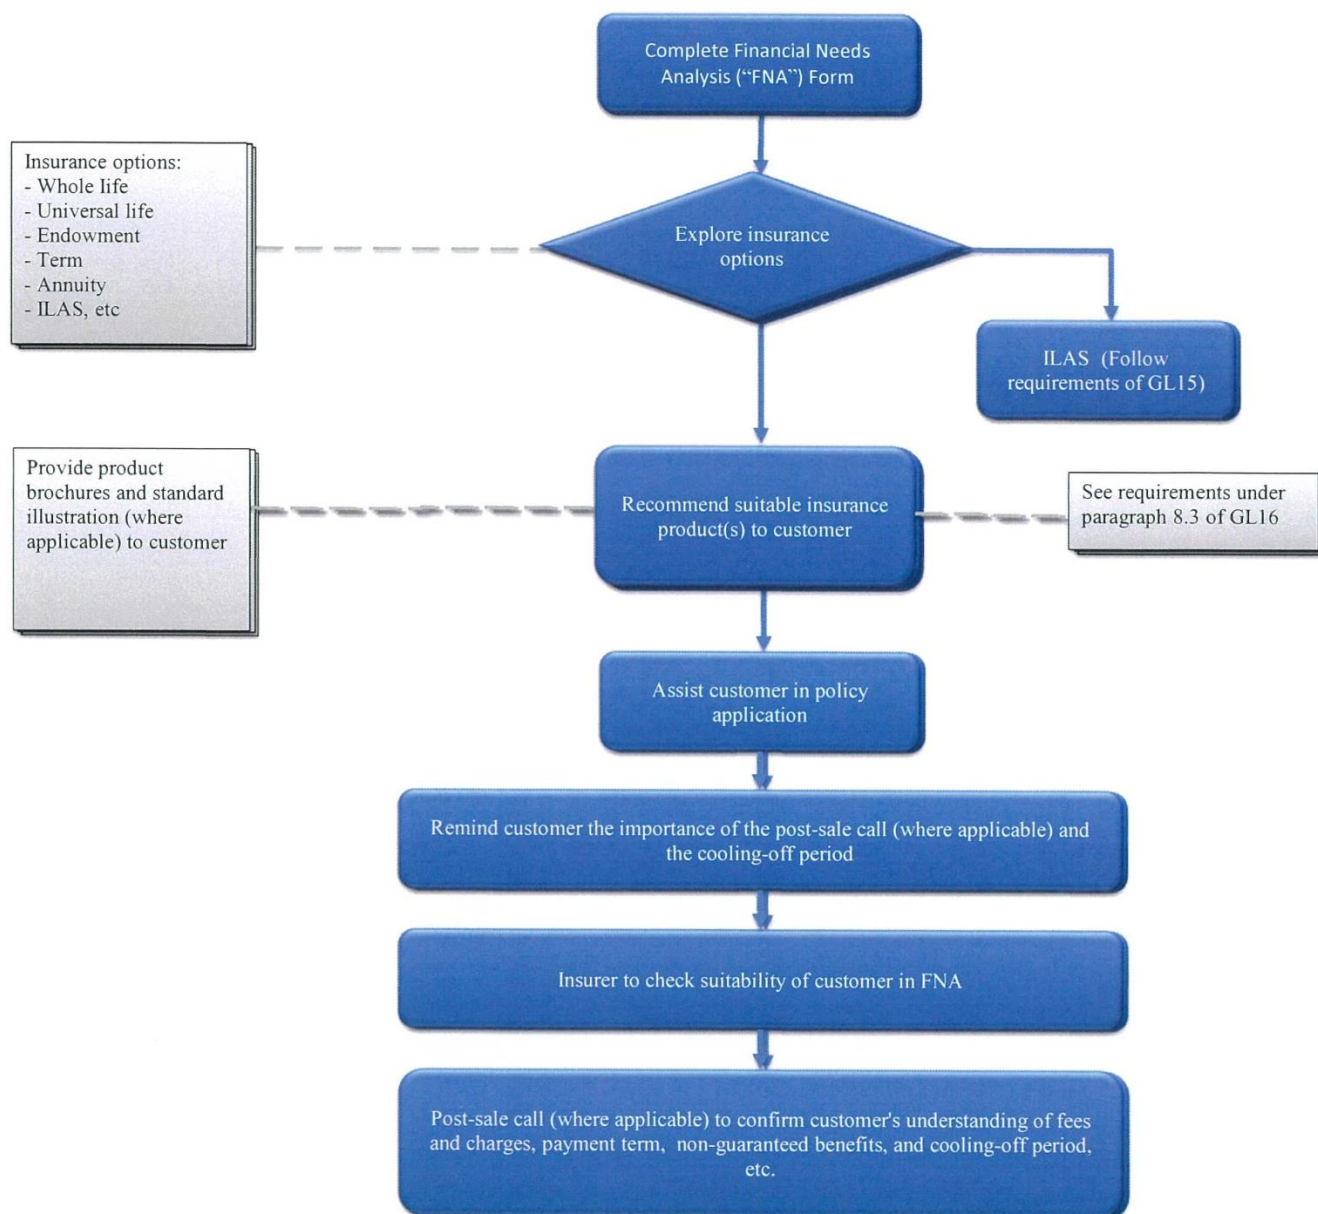 Complete Financial Needs
Analysis (“FNA”) Form
Insurance options:
- Whole life
- Universal life
- Endowment
- Term
- Annuity
- ILAS, etc
Explore insurance
options
ILAS (Follow
requirements of GL15)
Provide product
brochures and standard
illustration (where
applicable) to customer
Recommend suitable insurance
product(s) to customer
See requirements under
paragraph 8.3 of GL16
Assist customer in policy
application
Remind customer the importance of the post-sale call (where applicable) and
the cooling-off period
Insurer to check suitability of customer in FNA
Post-sale call (where applicable) to confirm customer's understanding of fees
and charges, payment term, non-guaranteed benefits, and cooling-off period,
etc.